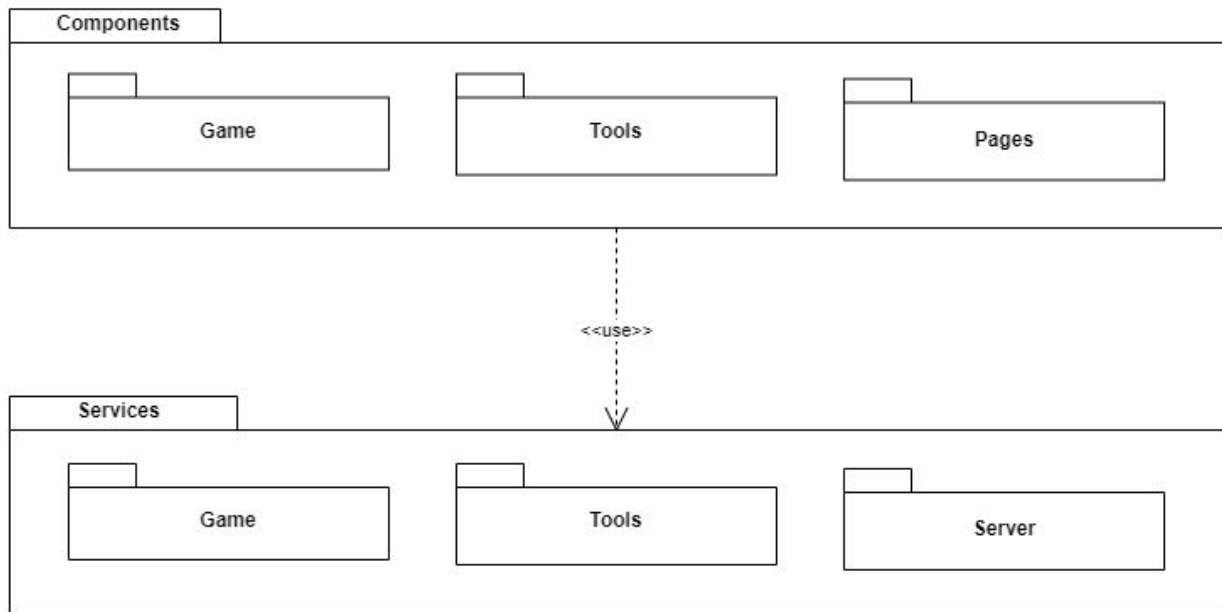 Components
Game
Tools
Pages
<<use>>
Services
Game
Tools
Server